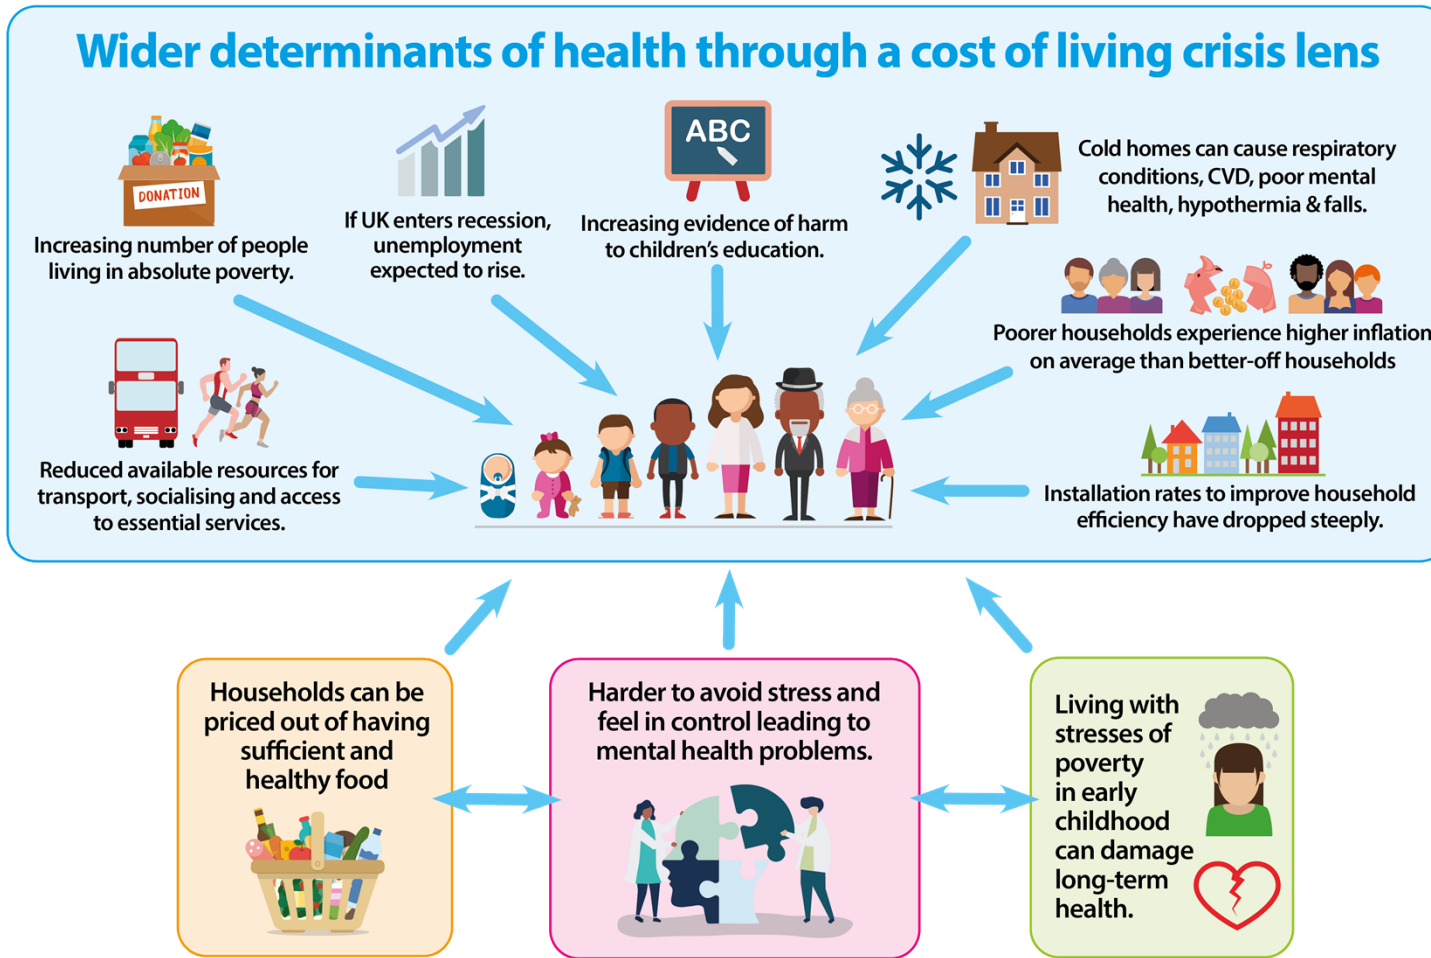 Wider determinants of health through a cost of living crisis lens
DONATION
Increasing number of people
living in absolute poverty.
If UK enters recession,
unemployment
expected to rise.
ABC
Increasing evidence of harm
to children's education.
Cold homes can cause respiratory
conditions, CVD, poor mental
health, hypothermia & falls.
Poorer households experience higher inflation
on average than better-off households
Reduced available resources for
transport, socialising and access
to essential services.
Installation rates to improve household
efficiency have dropped steeply.
Households can be
priced out of having
sufficient and
healthy food
Harder to avoid stress and
feel in control leading to
mental health problems.
Living with
stresses of
poverty
in early
childhood
can damage
long-term
health.